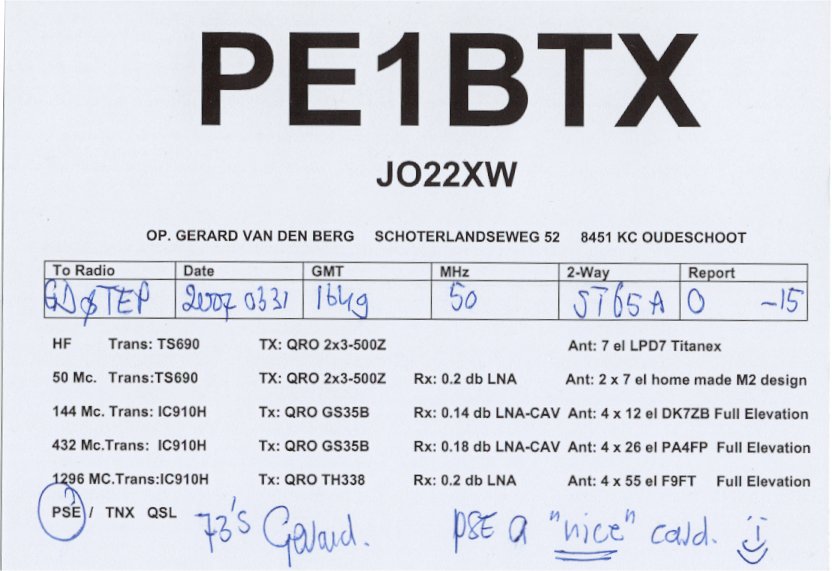 PE1BTX
JO22XW
OP. GERARD VAN DEN BERG SCHOTERLANDSEWEG 52 8451 KC OUDESCHOOT
To Radio Date GMT MHz 2-Way Report
GDØTEP 2007 0331 1649 50 JT65A O -15
HF Trans: TS690 TX: QRO 2x3-500Z Ant: 7 el LPD7 Titanex
50 Mc. Trans:TS690 TX: QRO 2x3-500Z Rx: 0.2 db LNA Ant: 2 x 7 el home made M2 design
144 Mc. Trans: IC910H Tx: QRO GS35B Rx: 0.14 db LNA-CAV Ant: 4 x 12 el DK7ZB Full Elevation
432 Mc.Trans: IC910H Tx: QRO GS35B Rx: 0.18 db LNA-CAV Ant: 4 x 26 el PA4FP Full Elevation
1296 MC.Trans:IC910H Tx: QRO TH338 Rx: 0.2 db LNA Ant: 4 x 55 el F9FT Full Elevation
PSE / TNX QSL 73's Gerard. PSE a "nice" card.